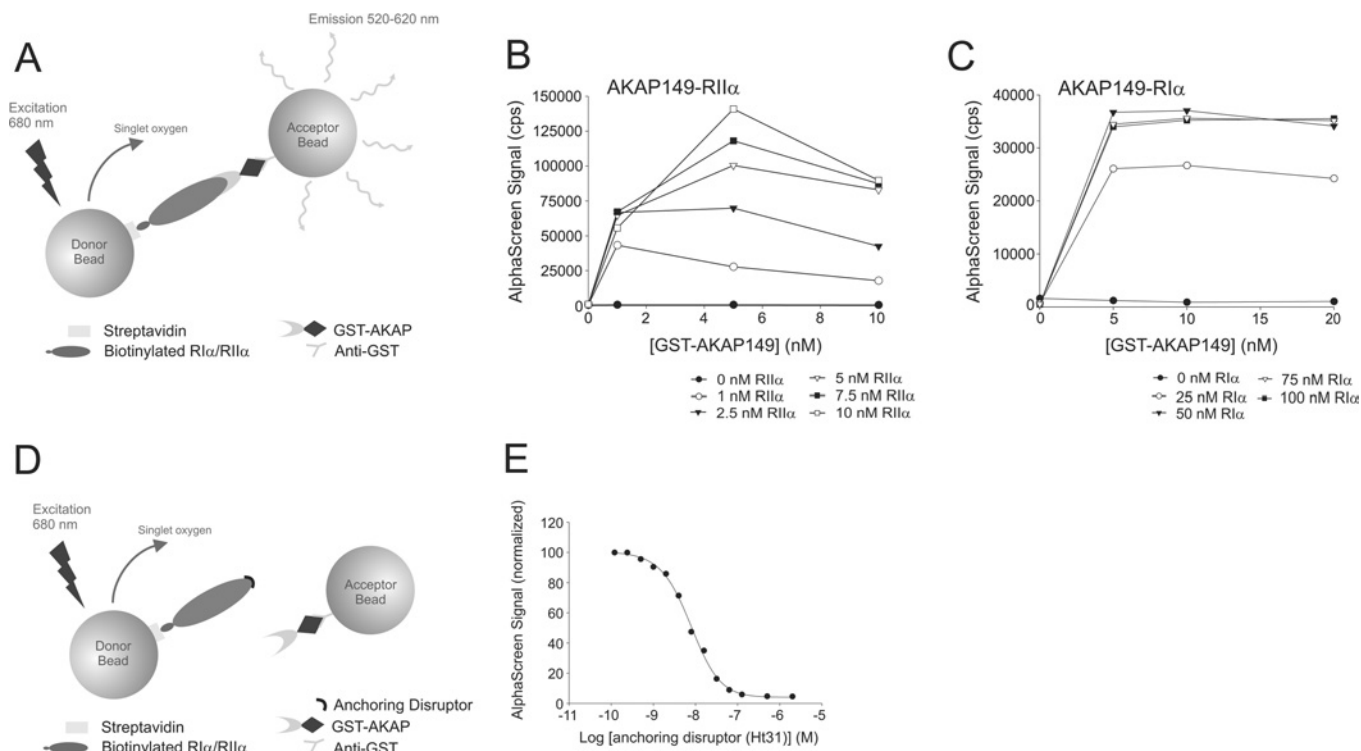 A
Emission 520-620 nm
Excitation
680 nm
Singlet oxygen
Acceptor
Bead
Donor
Bead
Streptavidin
Biotinylated RIα/RIIα
GST-AKAP
Anti-GST
B
AKAP149-RIIα
AlphaScreen Signal (cps)
150000
125000
100000
75000
50000
25000
0
0 2 4 6 8 10
[GST-AKAP149] (nM)
0 nM RIIα
1 nM RIIα
2.5 nM RIIα
5 nM RIIα
7.5 nM RIIα
10 nM RIIα
C
AKAP149-RIα
AlphaScreen Signal (cps)
40000
30000
20000
10000
0
0 5 10 15 20
[GST-AKAP149] (nM)
0 nM RIα
25 nM RIα
50 nM RIα
75 nM RIα
100 nM RIα
D
Excitation
680 nm
Singlet oxygen
Acceptor
Bead
Donor
Bead
Streptavidin
Biotinylated RIα/RIIα
Anchoring Disruptor
GST-AKAP
Anti-GST
E
AlphaScreen Signal (normalized)
120
100
80
60
40
20
0
-11 -10 -9 -8 -7 -6 -5
Log [anchoring disruptor (Ht31)] (M)